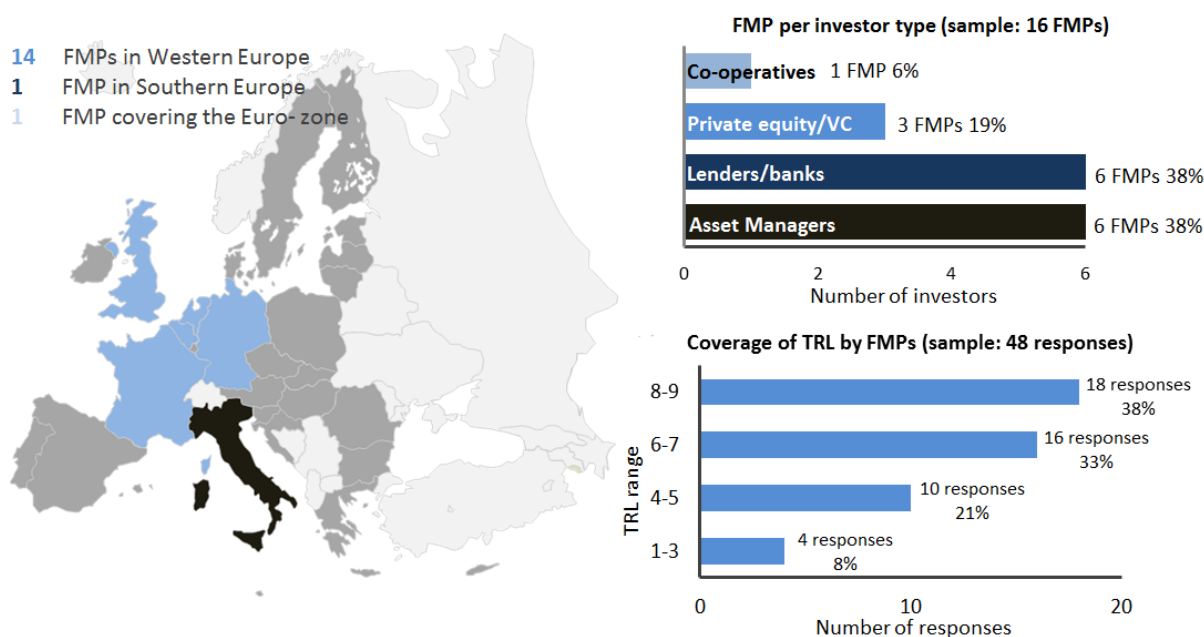 14 FMPs in Western Europe
1 FMP in Southern Europe
1 FMP covering the Euro- zone
FMP per investor type (sample: 16 FMPs)
Co-operatives 1 FMP 6%
Private equity/VC 3 FMPs 19%
Lenders/banks 6 FMPs 38%
Asset Managers 6 FMPs 38%
0 2 4 6
Number of investors
Coverage of TRL by FMPs (sample: 48 responses)
TRL range
8-9 18 responses
38%
6-7 16 responses
33%
4-5 10 responses
21%
1-3 4 responses
8%
0 10 20
Number of responses